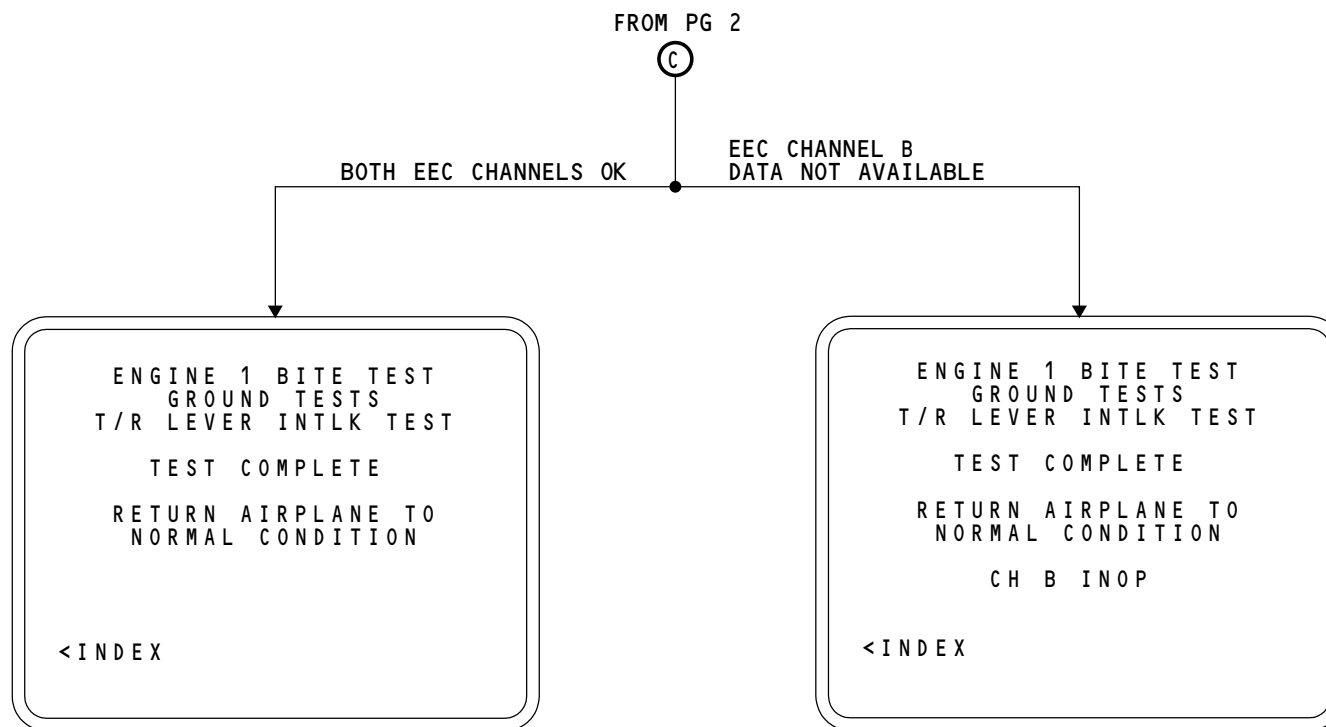 FROM PG 2
C
BOTH EEC CHANNELS OK
EEC CHANNEL B
DATA NOT AVAILABLE
ENGINE 1 BITE TEST
GROUND TESTS
T/R LEVER INTLK TEST
TEST COMPLETE
RETURN AIRPLANE TO
NORMAL CONDITION
<INDEX
ENGINE 1 BITE TEST
GROUND TESTS
T/R LEVER INTLK TEST
TEST COMPLETE
RETURN AIRPLANE TO
NORMAL CONDITION
CH B INOP
<INDEX